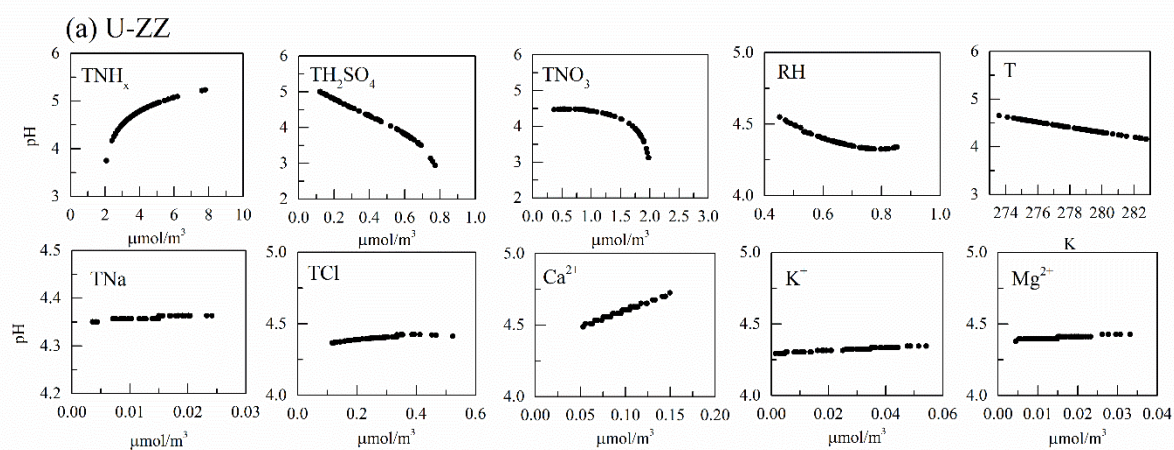 (a) U-ZZ
TNHₓ
TH₂SO₄
TNO₃
RH
T
pH
6
5
4
3
0 2 4 6 8 10
μmol/m³
6
5
4
3
2
0.0 0.2 0.4 0.6 0.8 1.0
μmol/m³
6
5
4
3
2
0.0 0.5 1.0 1.5 2.0 2.5 3.0
μmol/m³
5.0
4.5
4.0
0.4 0.6 0.8 1.0
6
5
4
3
274 276 278 280 282
K
TNa
TCl
Ca²⁺
K⁺
Mg²⁺
pH
4.5
4.4
4.3
4.2
0.00 0.01 0.02 0.03
μmol/m³
5.0
4.5
4.0
0.0 0.2 0.4 0.6
μmol/m³
5.0
4.5
4.0
0.00 0.05 0.10 0.15 0.20
μmol/m³
5.0
4.5
4.0
0.00 0.02 0.04 0.06
μmol/m³
5.0
4.5
4.0
0.00 0.01 0.02 0.03 0.04
μmol/m³